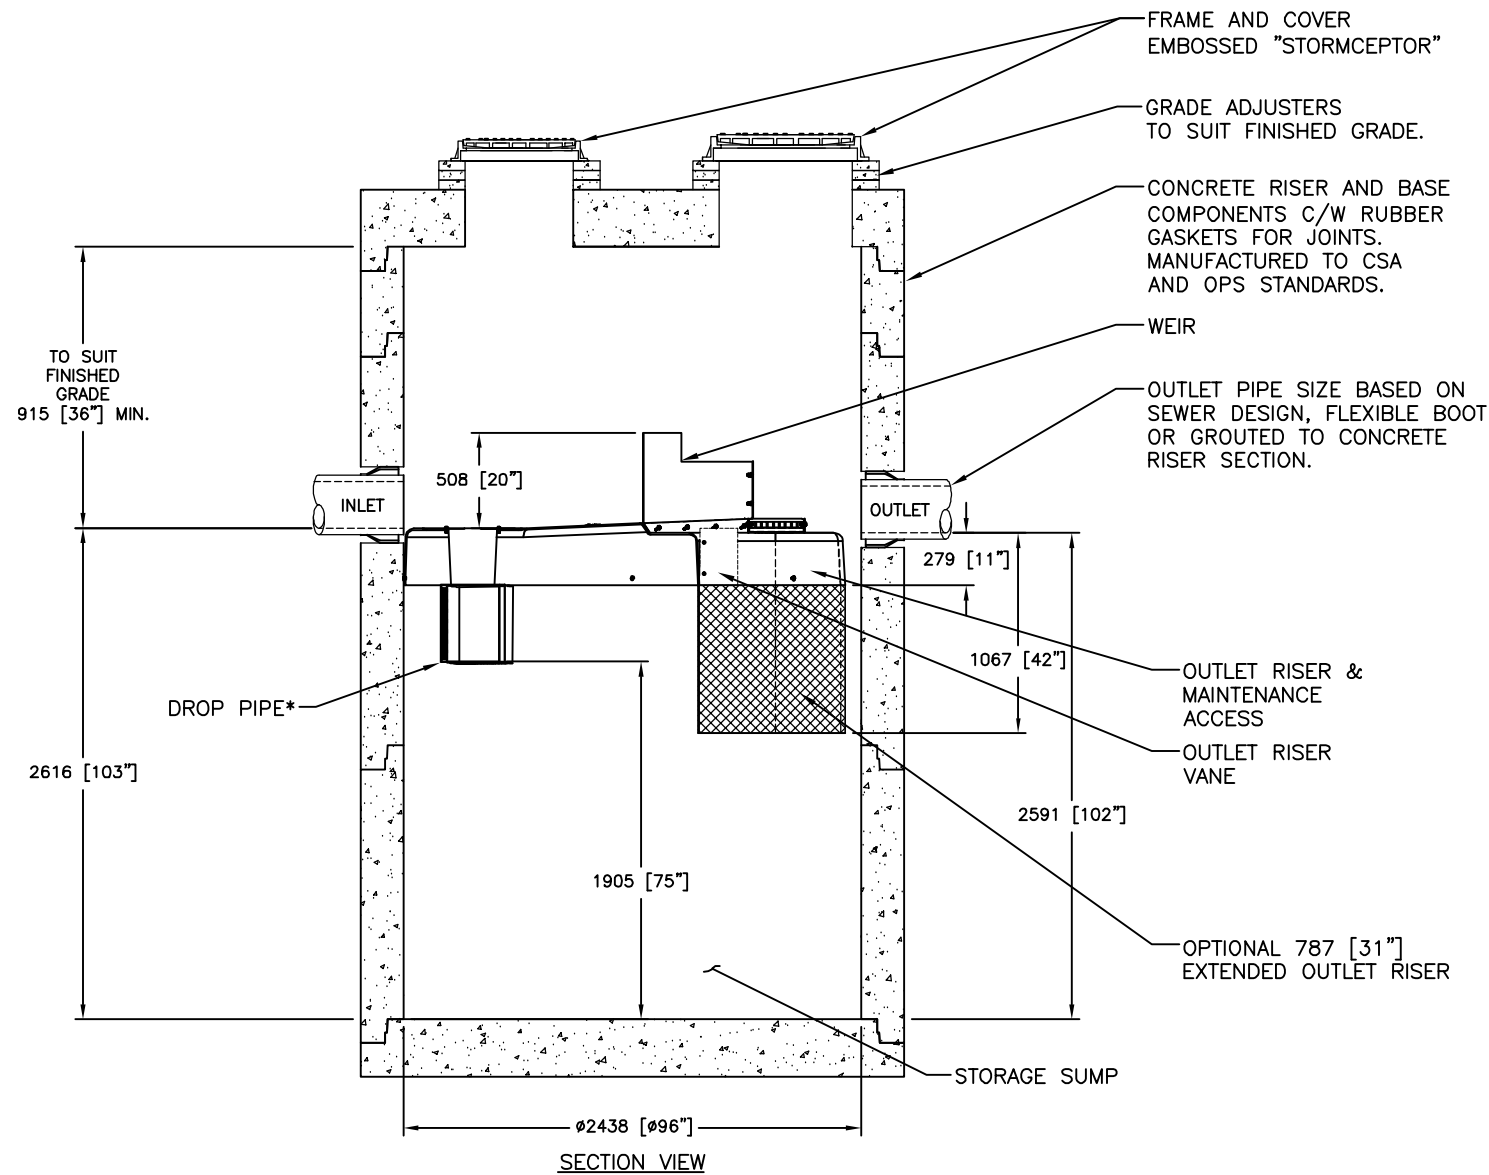 FRAME AND COVER
EMBOSSED "STORMCEPTOR"
GRADE ADJUSTERS
TO SUIT FINISHED GRADE.
CONCRETE RISER AND BASE
COMPONENTS C/W RUBBER
GASKETS FOR JOINTS.
MANUFACTURED TO CSA
AND OPS STANDARDS.
WEIR
TO SUIT
FINISHED
GRADE
915 [36"] MIN.
OUTLET PIPE SIZE BASED ON
SEWER DESIGN, FLEXIBLE BOOT
OR GROUTED TO CONCRETE
RISER SECTION.
508 [20"]
INLET
OUTLET
279 [11"]
1067 [42"]
OUTLET RISER &
MAINTENANCE
ACCESS
DROP PIPE*
OUTLET RISER
VANE
2616 [103"]
2591 [102"]
1905 [75"]
OPTIONAL 787 [31"]
EXTENDED OUTLET RISER
STORAGE SUMP
ø2438 [ø96"]
SECTION VIEW